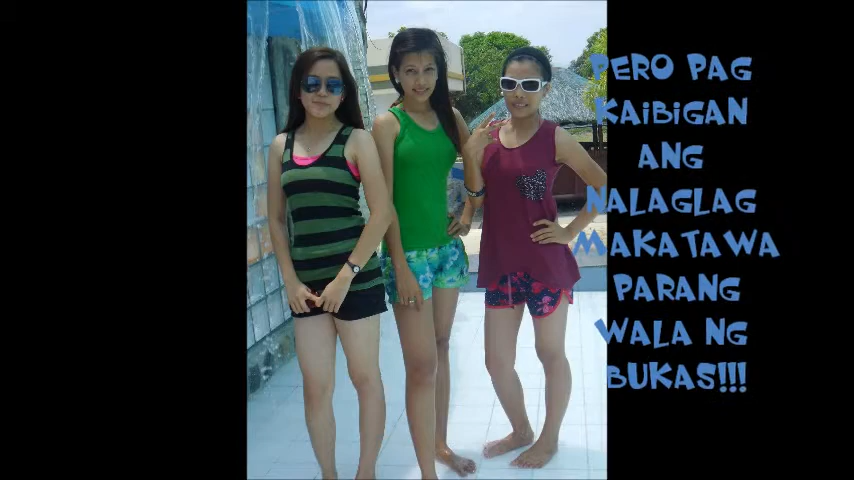 PERO PAG
KAIBIGAN
ANG
NALAGLAG
MAKATAWA
PARANG
WALA NG
BUKAS!!!